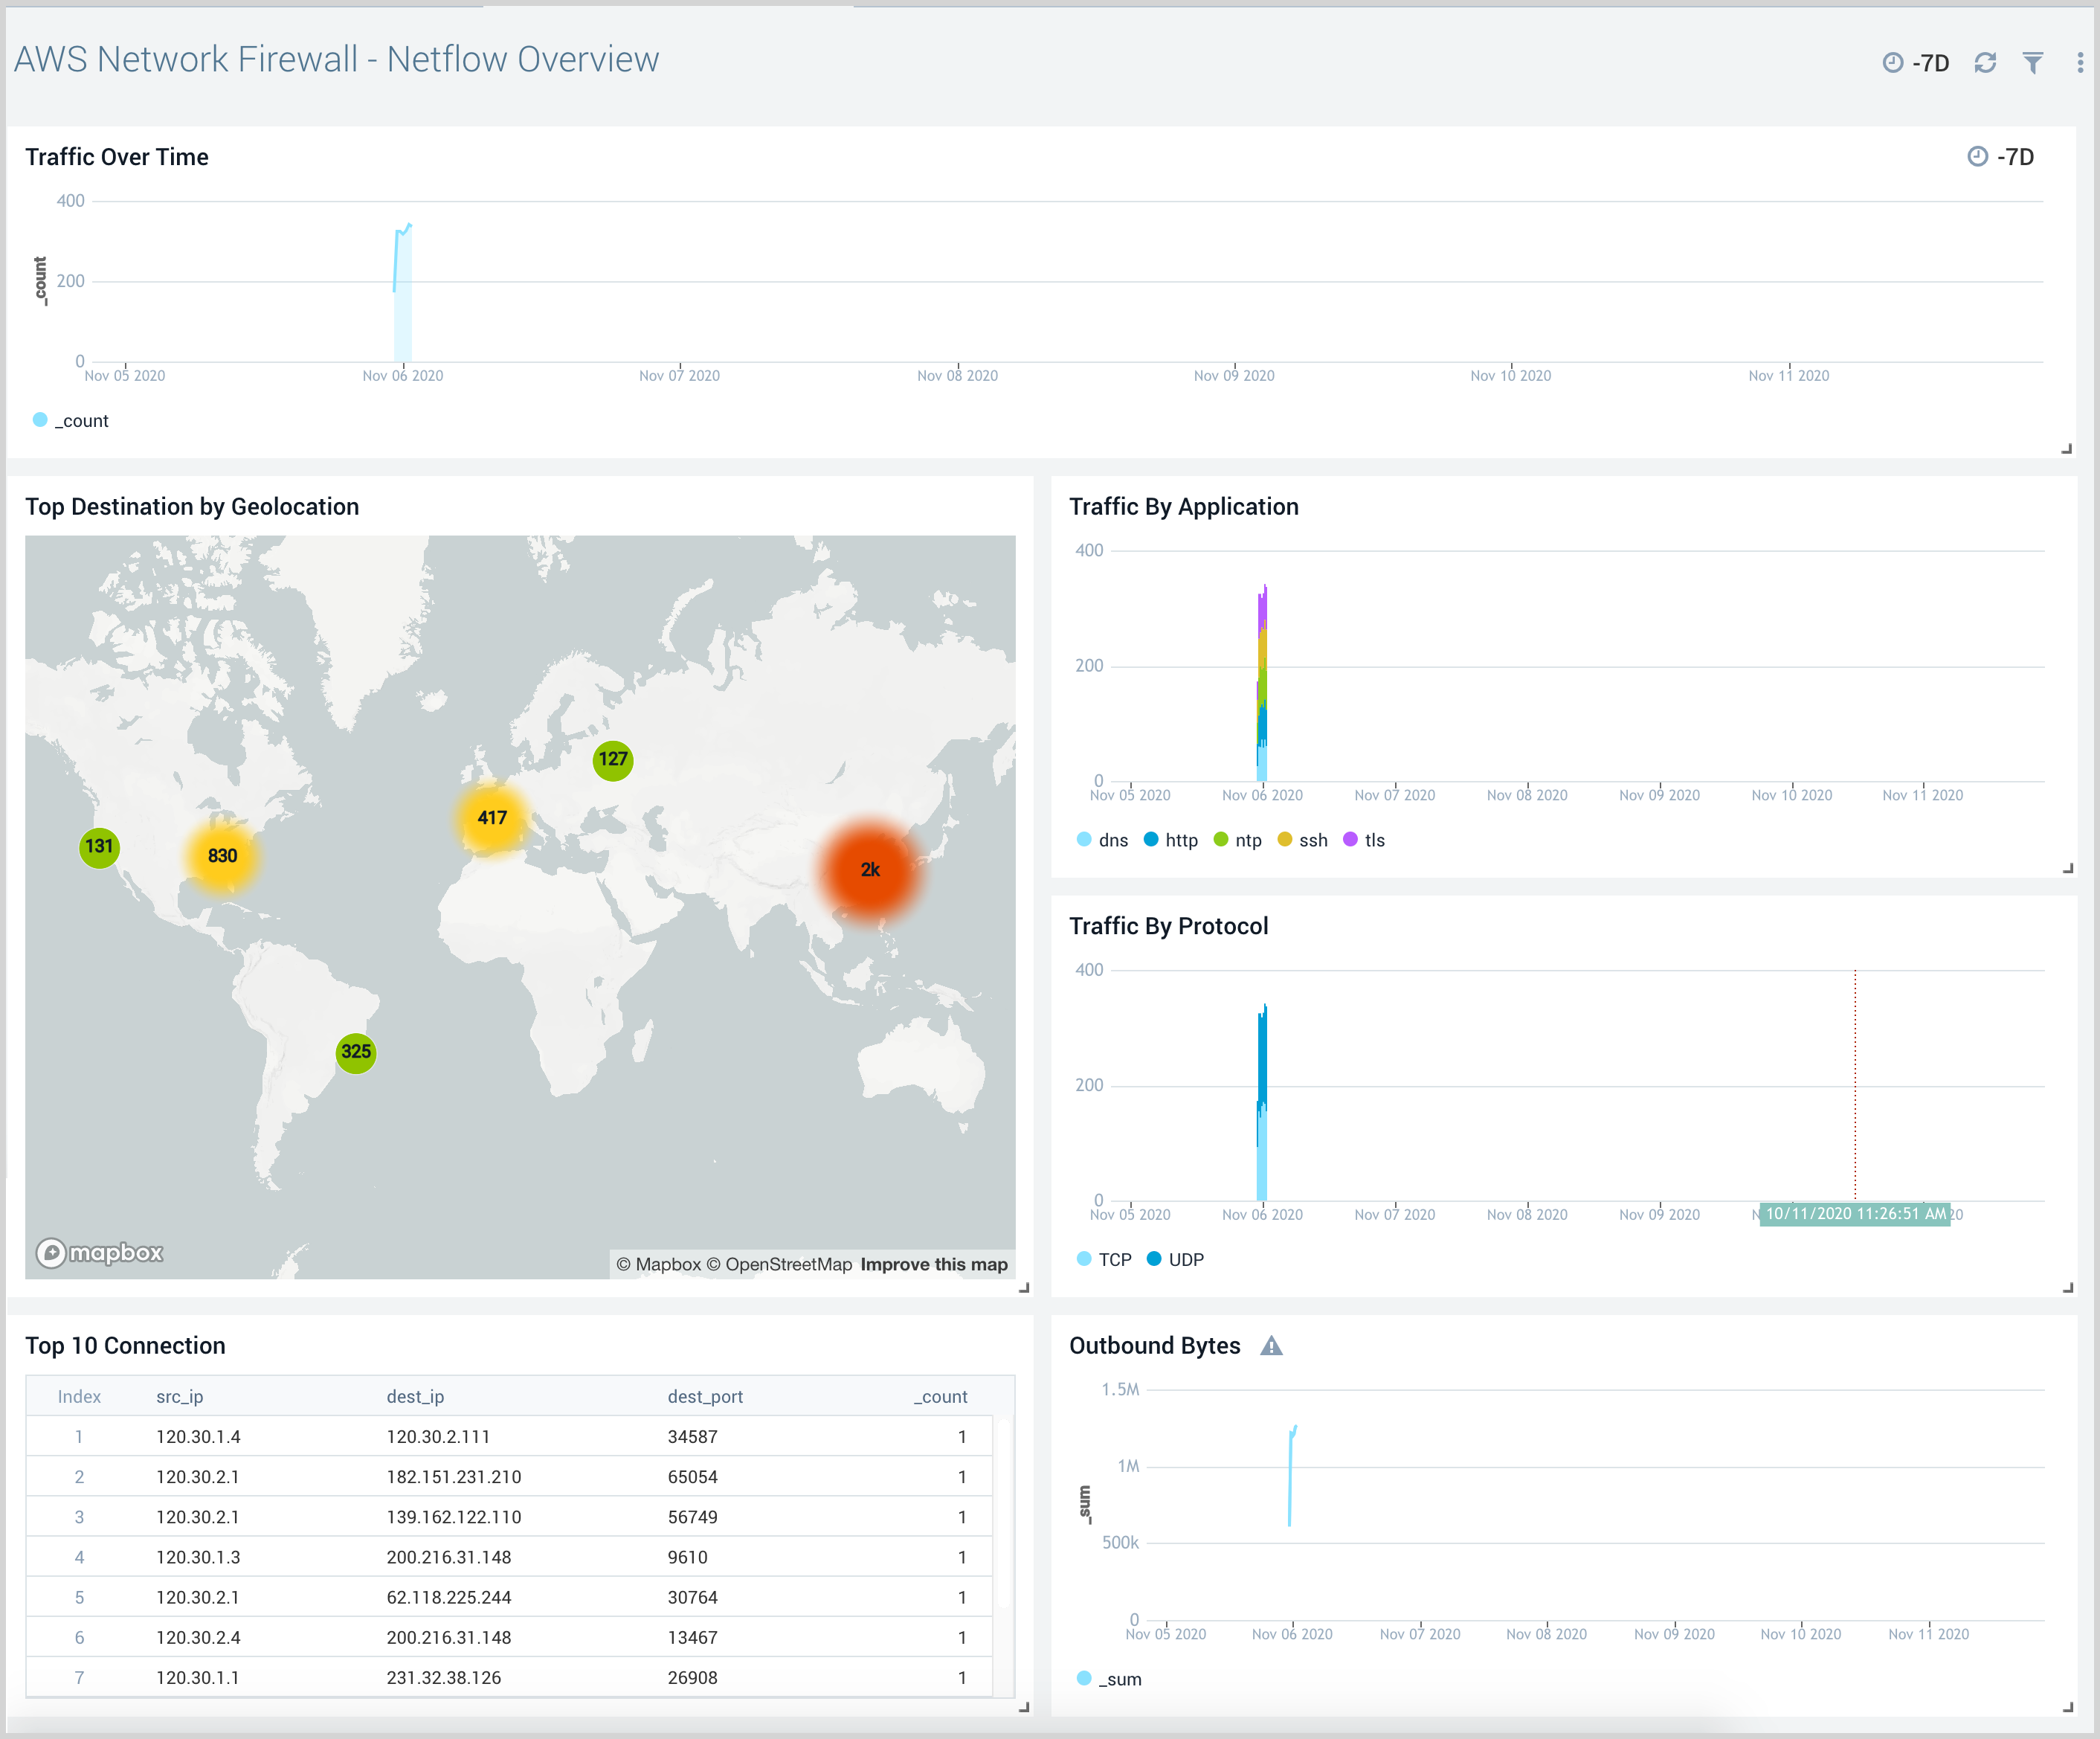 AWS Network Firewall - Netflow Overview
-7D
Traffic Over Time
-7D
400
200
0
_count
Nov 05 2020 Nov 06 2020 Nov 07 2020 Nov 08 2020 Nov 09 2020 Nov 10 2020 Nov 11 2020
_count
Top Destination by Geolocation
127
417
131
830
2k
325
mapbox
© Mapbox © OpenStreetMap Improve this map
Traffic By Application
400
200
0
Nov 05 2020 Nov 06 2020 Nov 07 2020 Nov 08 2020 Nov 09 2020 Nov 10 2020 Nov 11 2020
dns http ntp ssh tls
Traffic By Protocol
400
200
0
Nov 05 2020 Nov 06 2020 Nov 07 2020 Nov 08 2020 Nov 09 2020 10/11/2020 11:26:51 AM
TCP UDP
Top 10 Connection
Index src_ip dest_ip dest_port _count
1 120.30.1.4 120.30.2.111 34587 1
2 120.30.2.1 182.151.231.210 65054 1
3 120.30.2.1 139.162.122.110 56749 1
4 120.30.1.3 200.216.31.148 9610 1
5 120.30.2.1 62.118.225.244 30764 1
6 120.30.2.4 200.216.31.148 13467 1
7 120.30.1.1 231.32.38.126 26908 1
Outbound Bytes
1.5M
1M
500k
0
_sum
Nov 05 2020 Nov 06 2020 Nov 07 2020 Nov 08 2020 Nov 09 2020 Nov 10 2020 Nov 11 2020
_sum